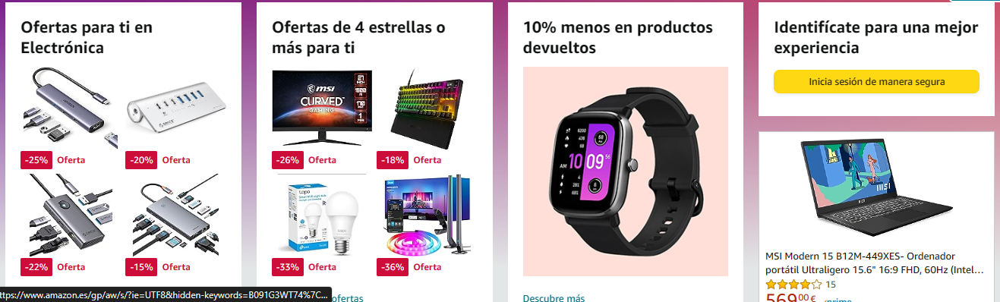 Ofertas para ti en
Electrónica
-25% Oferta
-20% Oferta
-22% Oferta
-15% Oferta
Ofertas de 4 estrellas o
más para ti
msi
CURVED
GAMING
-26% Oferta
-18% Oferta
tapo
-33% Oferta
-36% Oferta
ofertas
10% menos en productos
devueltos
AM 10 09 56
Descubre más
Identifícate para una mejor
experiencia
Inicia sesión de manera segura
msi
MSI Modern 15 B12M-449XES- Ordenador
portátil Ultraligero 15.6" 16:9 FHD, 60Hz (Intel...
15
569,00 € prime
ttps://www.amazon.es/gp/aw/s/?ie=UTF8&hidden-keywords=B091G3WT74%7C...